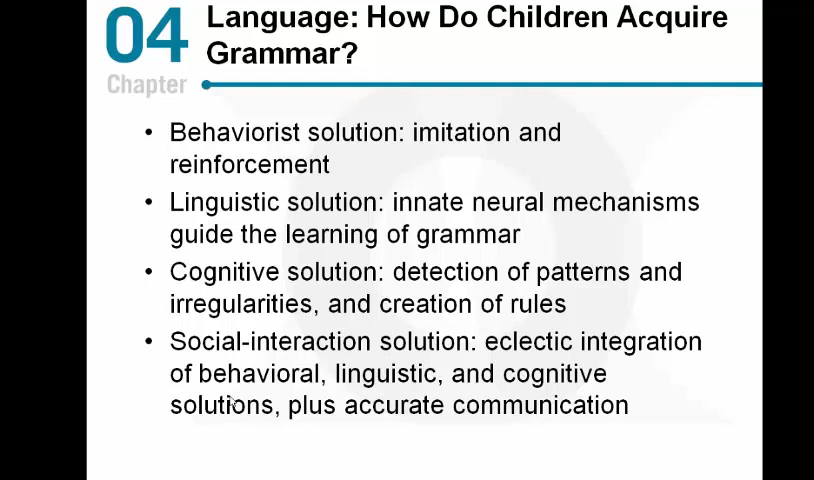 04
Chapter
Language: How Do Children Acquire
Grammar?
• Behaviorist solution: imitation and
reinforcement
• Linguistic solution: innate neural mechanisms
guide the learning of grammar
• Cognitive solution: detection of patterns and
irregularities, and creation of rules
• Social-interaction solution: eclectic integration
of behavioral, linguistic, and cognitive
solutions, plus accurate communication